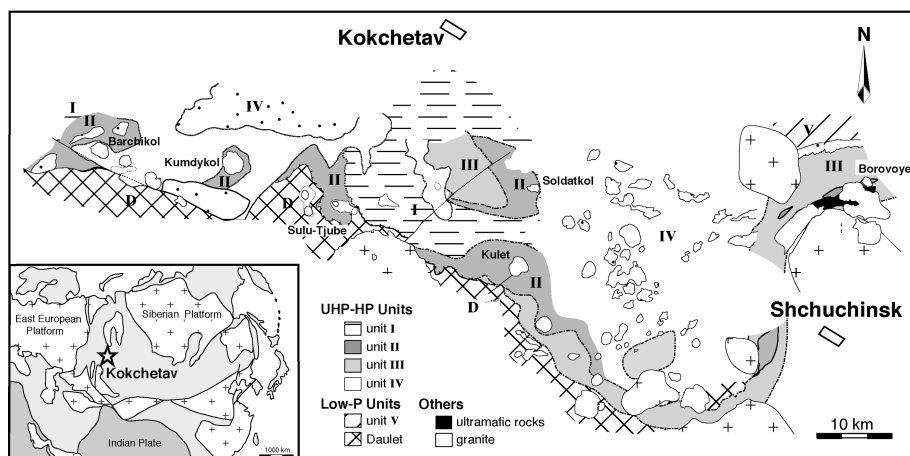 Kokchetav
N
I
II
Barchikol
IV
Kumdykol
II
D
D
II
Sulu-Tjube
I
III
II
Soldatkol
V
III
Borovoye
IV
Kulet
II
D
Shchuchinsk
East European
Platform
Siberian Platform
Kokchetav
Indian Plate
1000 km
UHP-HP Units
unit I
unit II
unit III
unit IV
Low-P Units
unit V
Daulet
Others
ultramafic rocks
granite
10 km